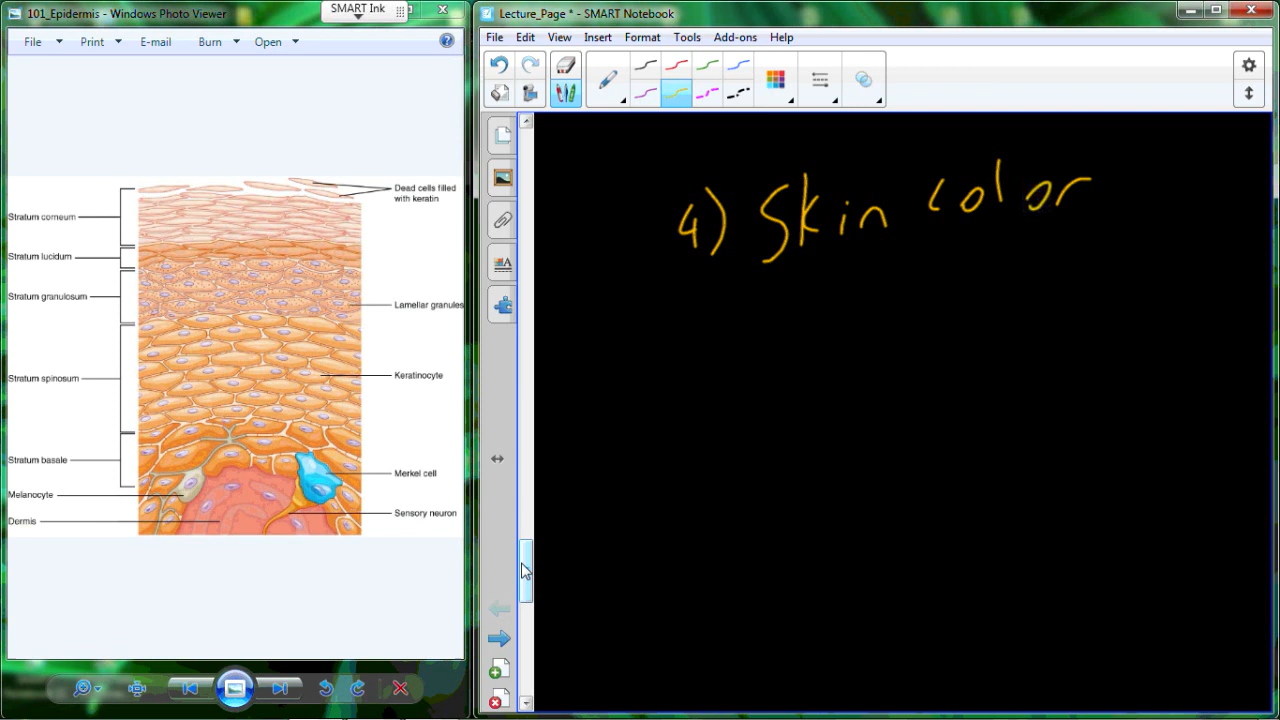 101_Epidermis - Windows Photo Viewer
SMART Ink
File Print E-mail Burn Open
Dead cells filled
with keratin
Stratum corneum
Stratum lucidum
Stratum granulosum
Lamellar granules
Stratum spinosum
Keratinocyte
Stratum basale
Merkel cell
Melanocyte
Sensory neuron
Dermis
Lecture_Page * - SMART Notebook
File Edit View Insert Format Tools Add-ons Help
4) Skin color